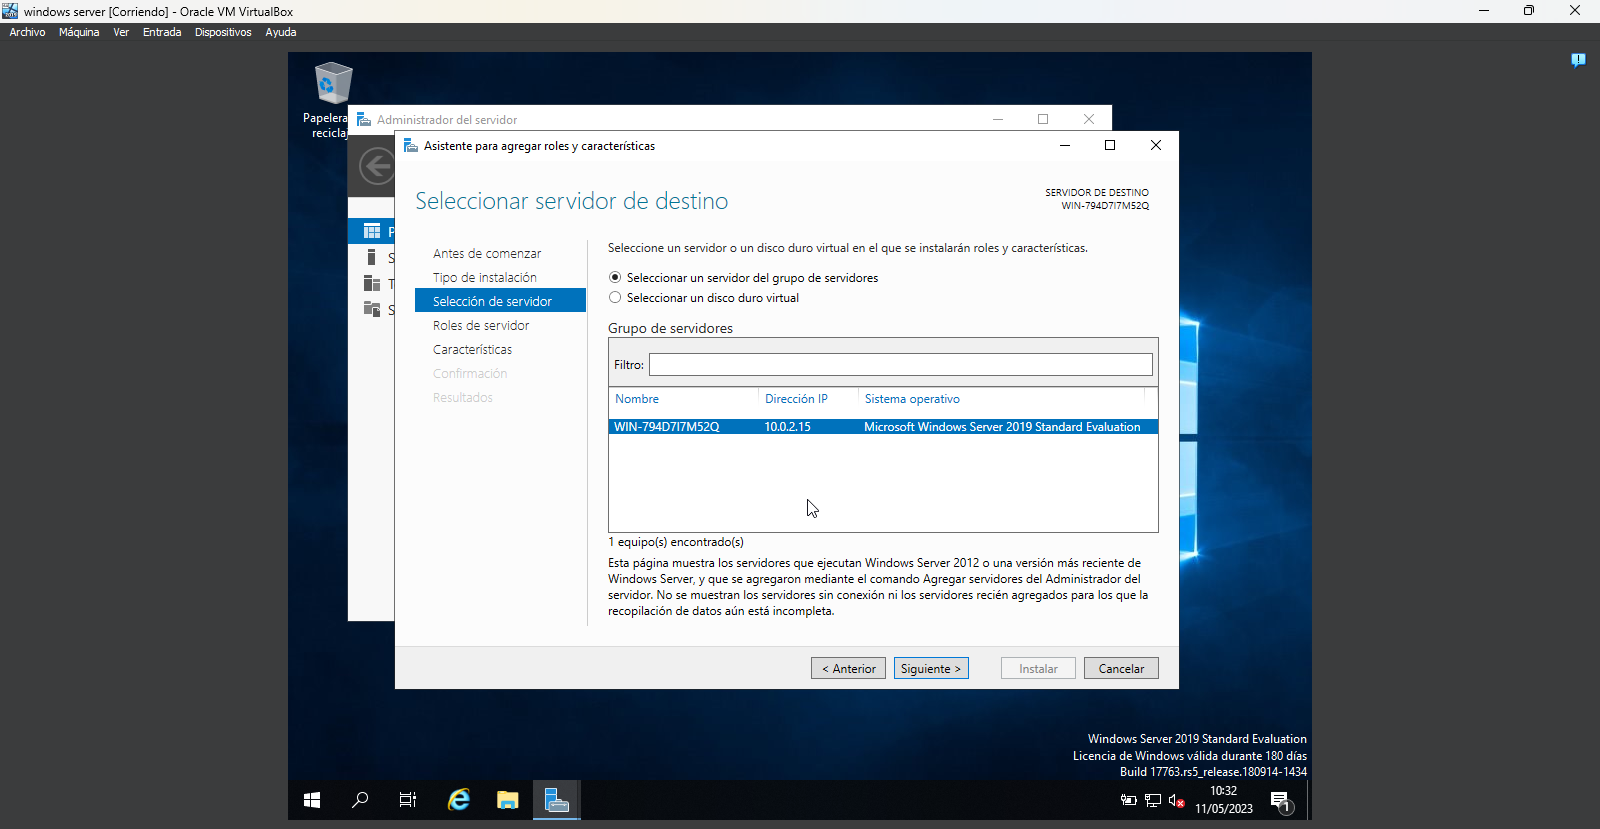 windows server [Corriendo] - Oracle VM VirtualBox
Archivo Máquina Ver Entrada Dispositivos Ayuda
Papelera
recicla
Administrador del servidor
Asistente para agregar roles y características
Seleccionar servidor de destino
SERVIDOR DE DESTINO
WIN-794D7I7M52Q
Antes de comenzar
Tipo de instalación
Selección de servidor
Roles de servidor
Características
Confirmación
Resultados
Seleccione un servidor o un disco duro virtual en el que se instalarán roles y características.
Seleccionar un servidor del grupo de servidores
Seleccionar un disco duro virtual
Grupo de servidores
Filtro:
Nombre Dirección IP Sistema operativo
WIN-794D7I7M52Q 10.0.2.15 Microsoft Windows Server 2019 Standard Evaluation
1 equipo(s) encontrado(s)
Esta página muestra los servidores que ejecutan Windows Server 2012 o una versión más reciente de
Windows Server, y que se agregaron mediante el comando Agregar servidores del Administrador del
servidor. No se muestran los servidores sin conexión ni los servidores recién agregados para los que la
recopilación de datos aún está incompleta.
< Anterior Siguiente > Instalar Cancelar
Windows Server 2019 Standard Evaluation
Licencia de Windows válida durante 180 días
Build 17763.rs5_release.180914-1434
10:32
11/05/2023
1